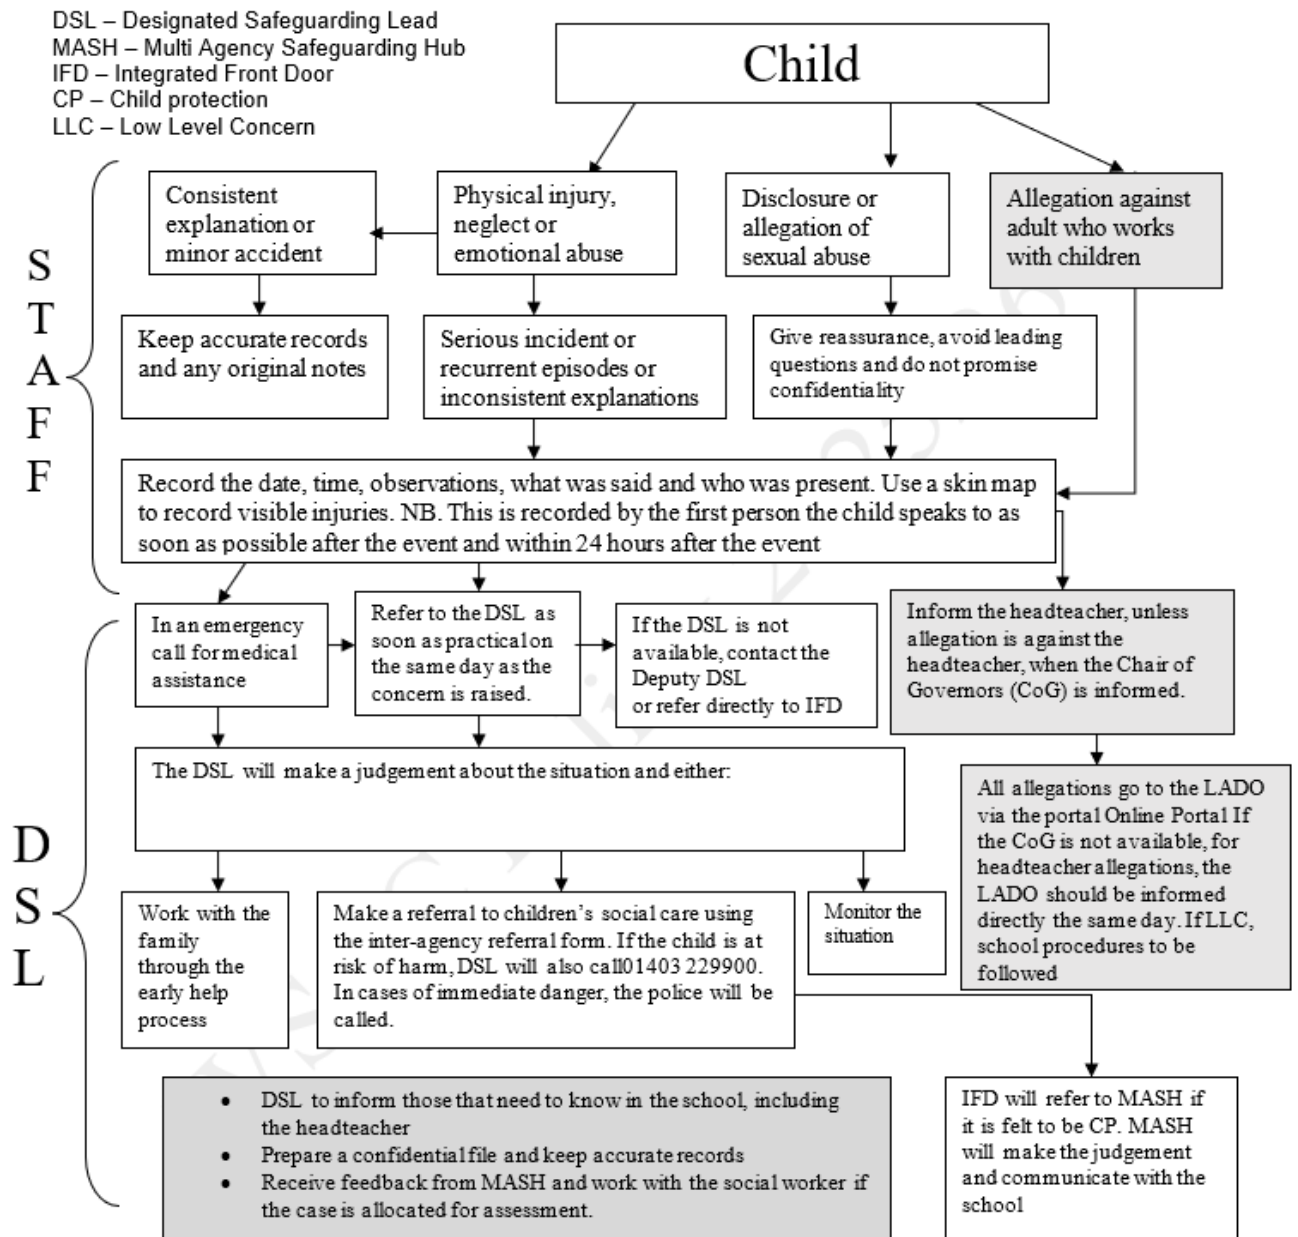 DSL – Designated Safeguarding Lead
MASH – Multi Agency Safeguarding Hub
IFD – Integrated Front Door
CP – Child protection
LLC – Low Level Concern
Child
S
T
A
F
F
Consistent
explanation or
minor accident
Physical injury,
neglect or
emotional abuse
Disclosure or
allegation of
sexual abuse
Allegation against
adult who works
with children
Keep accurate records
and any original notes
Serious incident or
recurrent episodes or
inconsistent explanations
Give reassurance, avoid leading
questions and do not promise
confidentiality
Record the date, time, observations, what was said and who was present. Use a skin map
to record visible injuries. NB. This is recorded by the first person the child speaks to as
soon as possible after the event and within 24 hours after the event
D
S
L
In an emergency
call for medical
assistance
Refer to the DSL as
soon as practical on
the same day as the
concern is raised.
If the DSL is not
available, contact the
Deputy DSL
or refer directly to IFD
Inform the headteacher, unless
allegation is against the
headteacher, when the Chair of
Governors (CoG) is informed.
The DSL will make a judgement about the situation and either:
All allegations go to the LADO
via the portal Online Portal If
the CoG is not available, for
headteacher allegations, the
LADO should be informed
directly the same day. If LLC,
school procedures to be
followed
Work with the
family
through the
early help
process
Make a referral to children's social care using
the inter-agency referral form. If the child is at
risk of harm, DSL will also call 01403 229900.
In cases of immediate danger, the police will be
called.
Monitor the
situation
• DSL to inform those that need to know in the school, including
the headteacher
• Prepare a confidential file and keep accurate records
• Receive feedback from MASH and work with the social worker if
the case is allocated for assessment.
IFD will refer to MASH if
it is felt to be CP. MASH
will make the judgement
and communicate with the
school